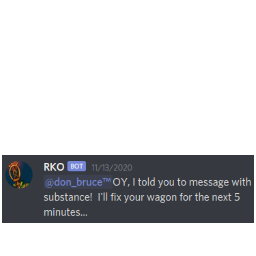 RKO BOT 11/13/2020
@don_bruce™ OY, I told you to message with
substance! I'll fix your wagon for the next 5
minutes...